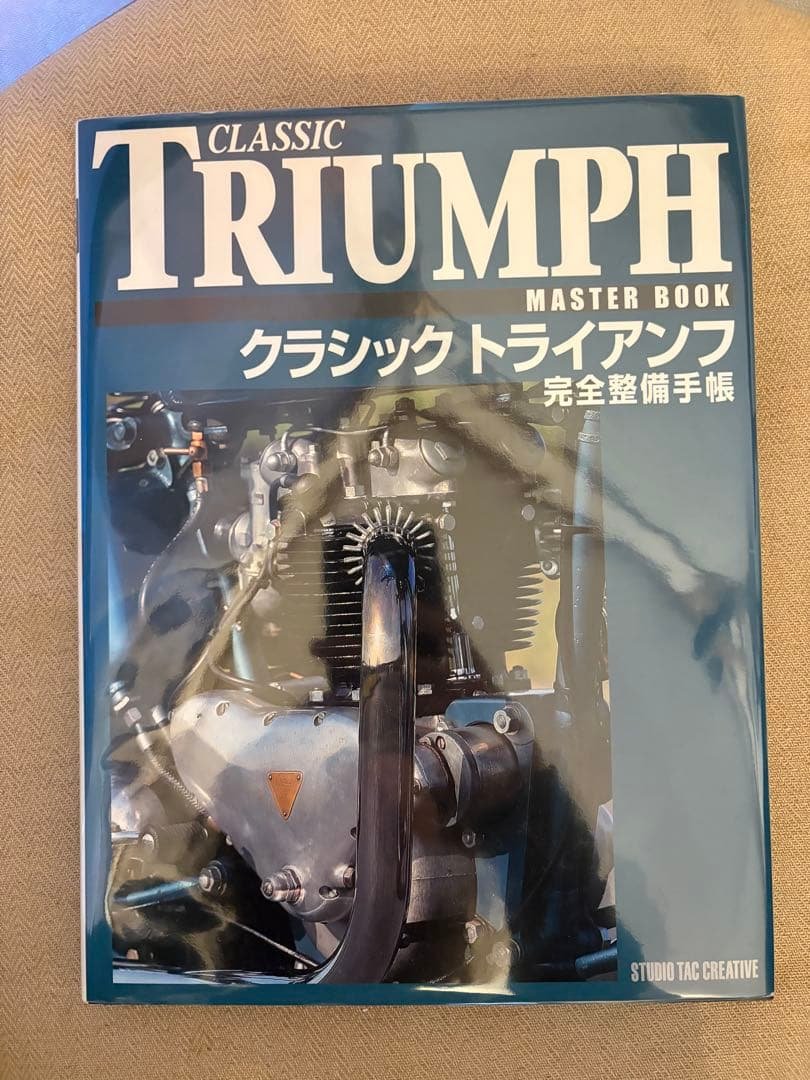 CLASSIC
TRIUMPH
MASTER BOOK
クラシック トライアンフ
完全整備手帳
STUDIO TAC CREATIVE